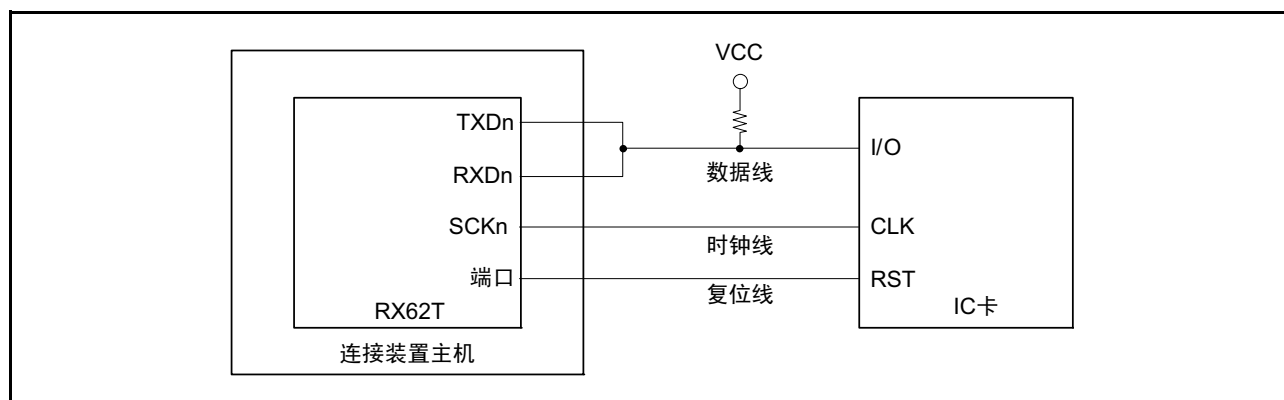 VCC
TXDn
I/O
RXDn
数据线
SCKn
CLK
时钟线
端口
RST
复位线
RX62T
IC卡
连接装置主机